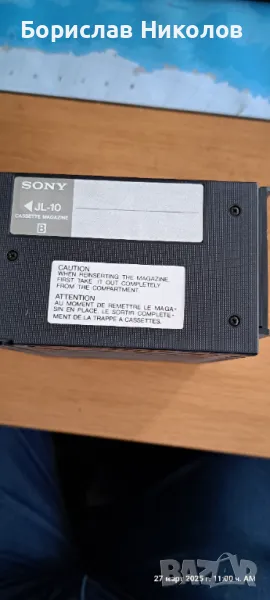 Борислав Николов
SONY
◀ JL-10
CASSETTE MAGAZINE
B
CAUTION
WHEN REINSERTING THE MAGAZINE,
FIRST TAKE IT OUT COMPLETELY
FROM THE COMPARTMENT.
ATTENTION
AU MOMENT DE REMETTRE LE MAGA-
SIN EN PLACE, LE SORTIR COMPLETE-
MENT DE LA TRAPPE A CASSETTES.
27 март 2025 г. 11:00 ч. AM
BAZAR